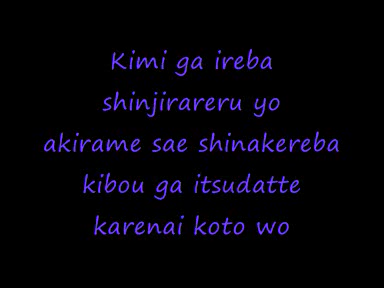 Kimi ga ireba
shinjirareru yo
akirame sae shinakereba
kibou ga itsudatte
karenai koto wo